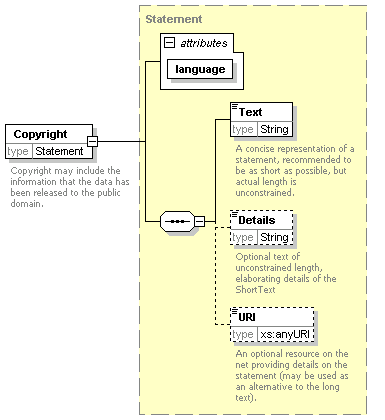 Statement
attributes
language
Copyright
type Statement
Copyright may include the
information that the data has
been released to the public
domain.
Text
type String
A concise representation of a
statement, recommended to
be as short as possible, but
actual length is
unconstrained.
Details
type String
Optional text of
unconstrained length,
elaborating details of the
ShortText
URI
type xs:anyURI
An optional resource on the
net providing details on the
statement (may be used as
an alternative to the long
text).